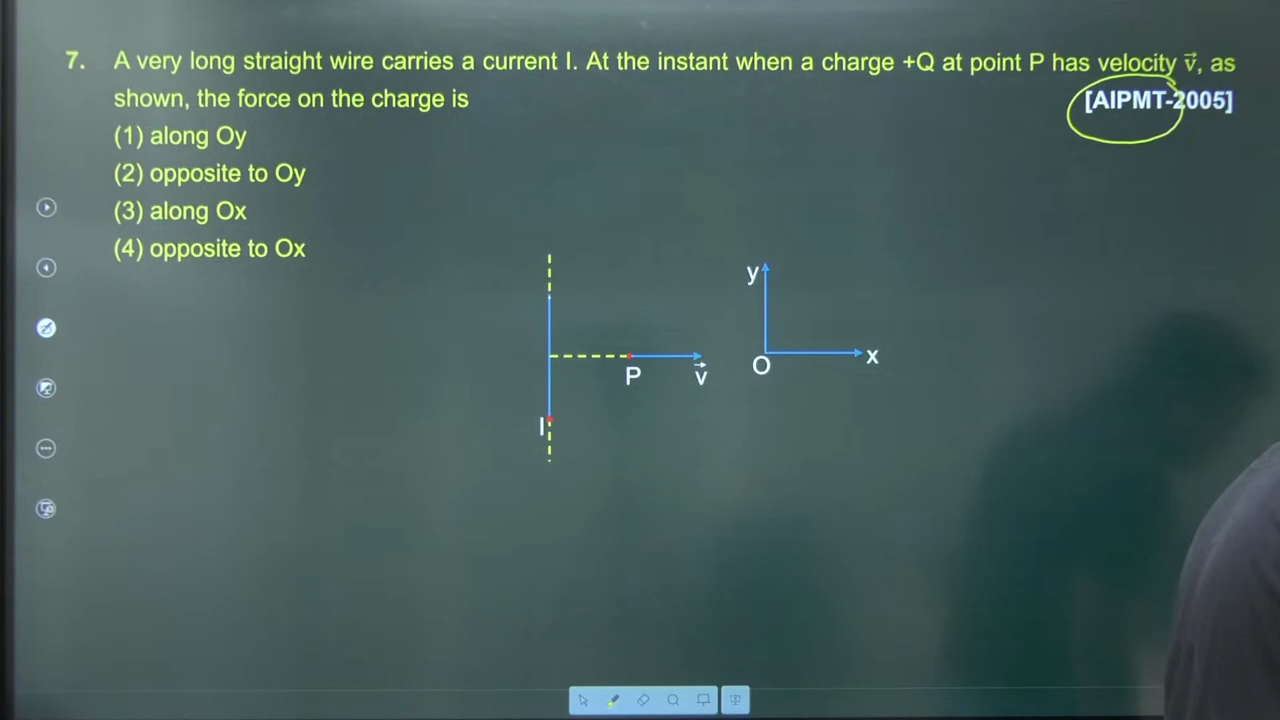 7. A very long straight wire carries a current I. At the instant when a charge +Q at point P has velocity v⃗, as
shown, the force on the charge is [AIPMT-2005]
(1) along Oy
(2) opposite to Oy
(3) along Ox
(4) opposite to Ox
y
P
v⃗
O
x
I